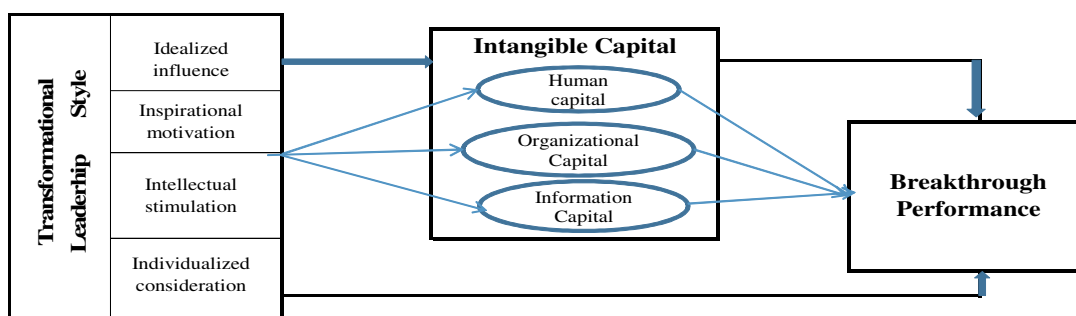 Transformational
Leaderhip Style
Idealized
influence
Inspirational
motivation
Intellectual
stimulation
Individualized
consideration
Intangible Capital
Human
capital
Organizational
Capital
Information
Capital
Breakthrough
Performance